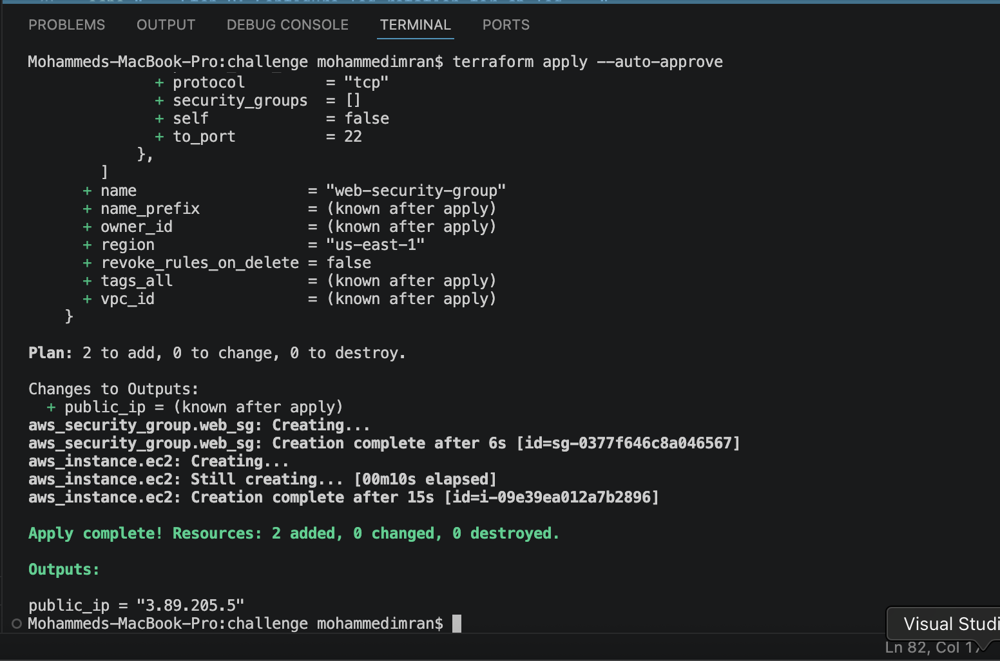 PROBLEMS OUTPUT DEBUG CONSOLE TERMINAL PORTS
Mohammeds-MacBook-Pro:challenge mohammedimran$ terraform apply --auto-approve
+ protocol = "tcp"
+ security_groups = []
+ self = false
+ to_port = 22
},
]
+ name = "web-security-group"
+ name_prefix = (known after apply)
+ owner_id = (known after apply)
+ region = "us-east-1"
+ revoke_rules_on_delete = false
+ tags_all = (known after apply)
+ vpc_id = (known after apply)
}
Plan: 2 to add, 0 to change, 0 to destroy.
Changes to Outputs:
+ public_ip = (known after apply)
aws_security_group.web_sg: Creating...
aws_security_group.web_sg: Creation complete after 6s [id=sg-0377f646c8a046567]
aws_instance.ec2: Creating...
aws_instance.ec2: Still creating... [00m10s elapsed]
aws_instance.ec2: Creation complete after 15s [id=i-09e39ea012a7b2896]
Apply complete! Resources: 2 added, 0 changed, 0 destroyed.
Outputs:
public_ip = "3.89.205.5"
Mohammeds-MacBook-Pro:challenge mohammedimran$
Visual Studi
Ln 82, Col